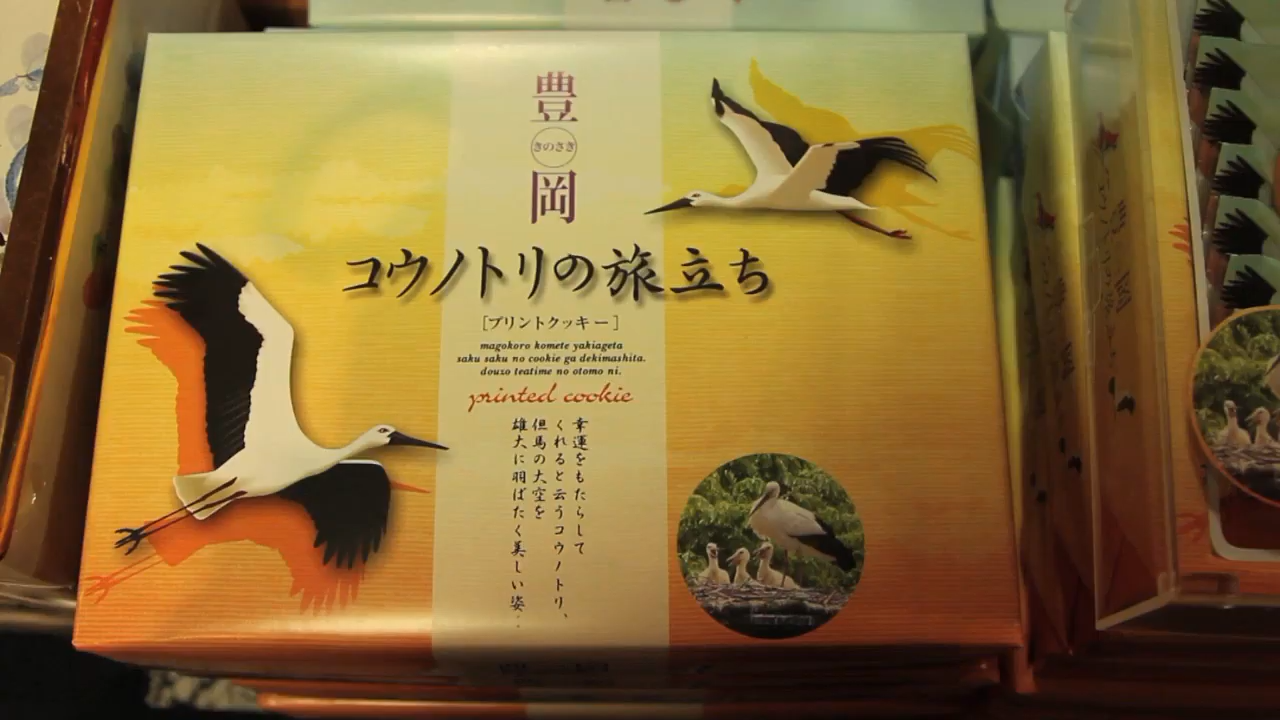 豊
きのさき
岡
コウノトリの旅立ち
[プリントクッキー]
magokoro komete yakiageta
saku saku no cookie ga dekimashita.
douzo teatime no otomo ni.
printed cookie
幸運をもたらして
くれると云うコウノトリ、
但馬の大空を
雄大に羽ばたく美しい姿‥